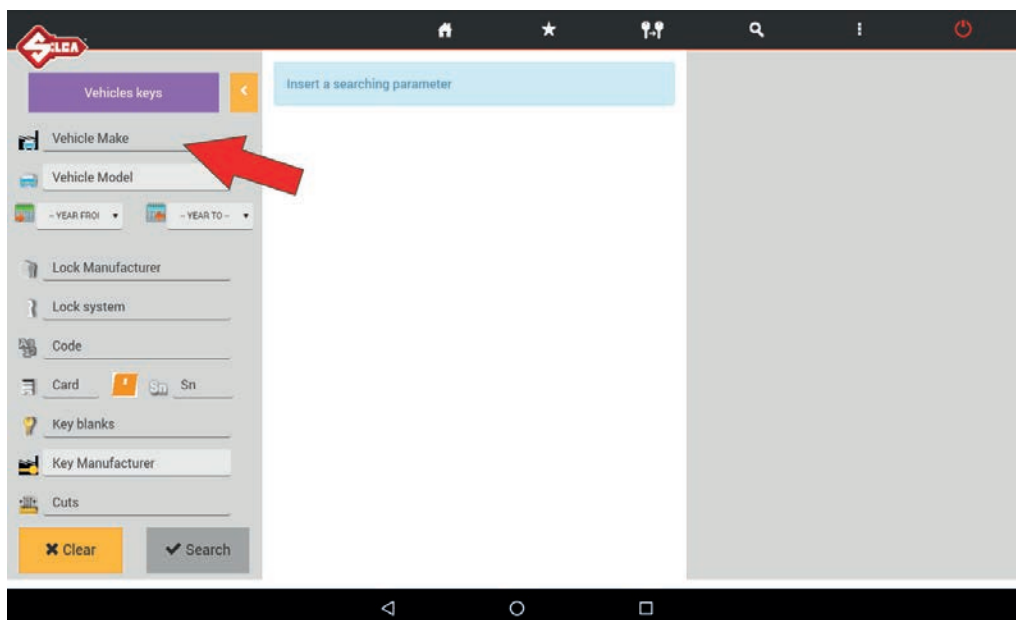 SILCA
Vehicles keys
Insert a searching parameter
Vehicle Make
Vehicle Model
- YEAR FROI
- YEAR TO -
Lock Manufacturer
Lock system
Code
Card
Sn Sn
Key blanks
Key Manufacturer
Cuts
Clear
Search